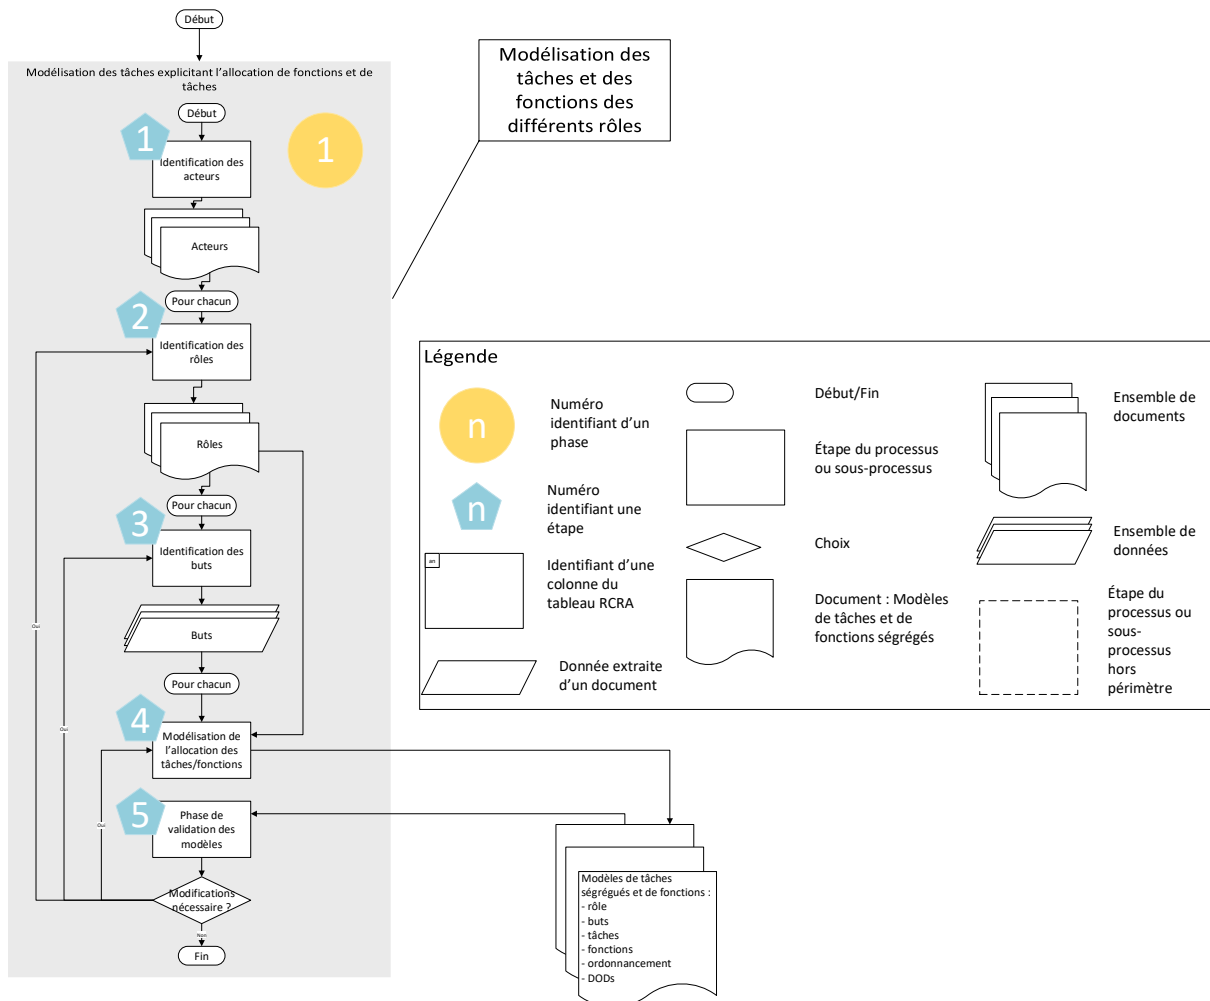 Début
Modélisation des tâches explicitant l’allocation de fonctions et de
tâches
Début
1
1
Identification des
acteurs
Acteurs
Pour chacun
2
Identification des
rôles
Rôles
Pour chacun
3
Identification des
buts
Oui
Buts
Pour chacun
4
Modélisation de
l’allocation des
tâches/fonctions
Oui
5
Phase de
validation des
modèles
Oui
Modifications
nécessaire ?
Non
Fin
Modélisation des
tâches et des
fonctions des
différents rôles
Légende
n
Numéro
identifiant d’un
phase
n
Numéro
identifiant une
étape
an
Identifiant d’une
colonne du
tableau RCRA
Donnée extraite
d’un document
Début/Fin
Étape du processus
ou sous-processus
Choix
Document : Modèles
de tâches et de
fonctions ségrégés
Ensemble de
documents
Ensemble de
données
Étape du
processus ou
sous-
processus
hors
périmètre
Modèles de tâches
ségrégués et de fonctions :
- rôle
- buts
- tâches
- fonctions
- ordonnancement
- DODs